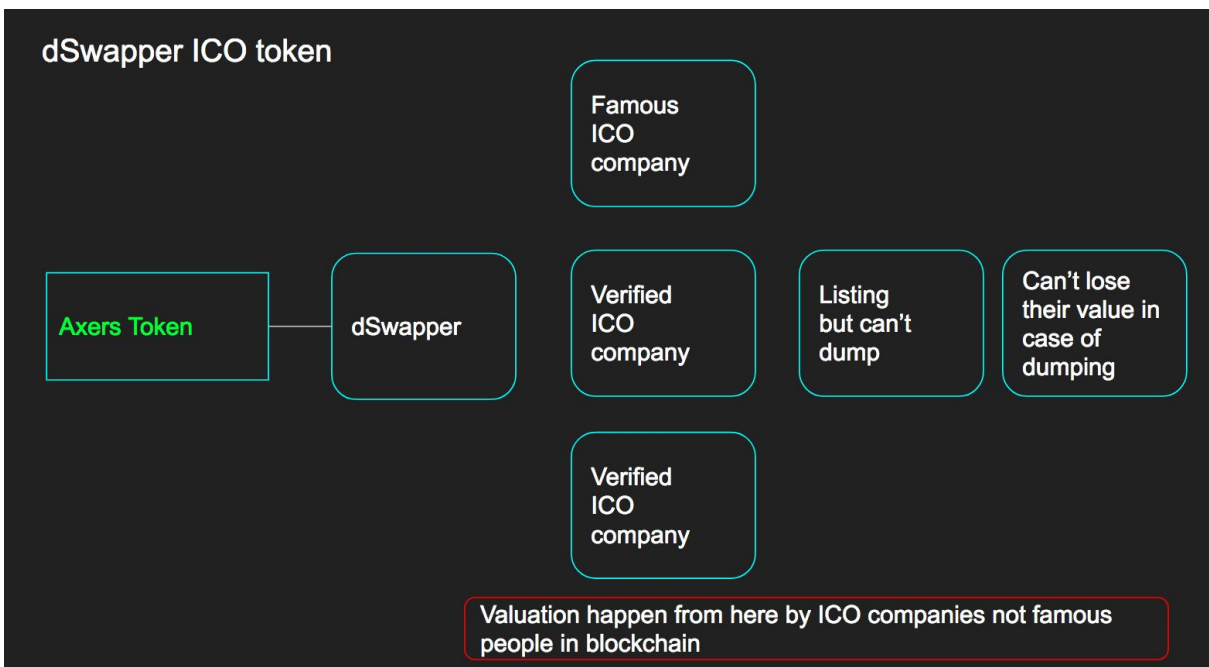 dSwapper ICO token
Famous
ICO
company
Axers Token
dSwapper
Verified
ICO
company
Listing
but can’t
dump
Can’t lose
their value in
case of
dumping
Verified
ICO
company
Valuation happen from here by ICO companies not famous
people in blockchain